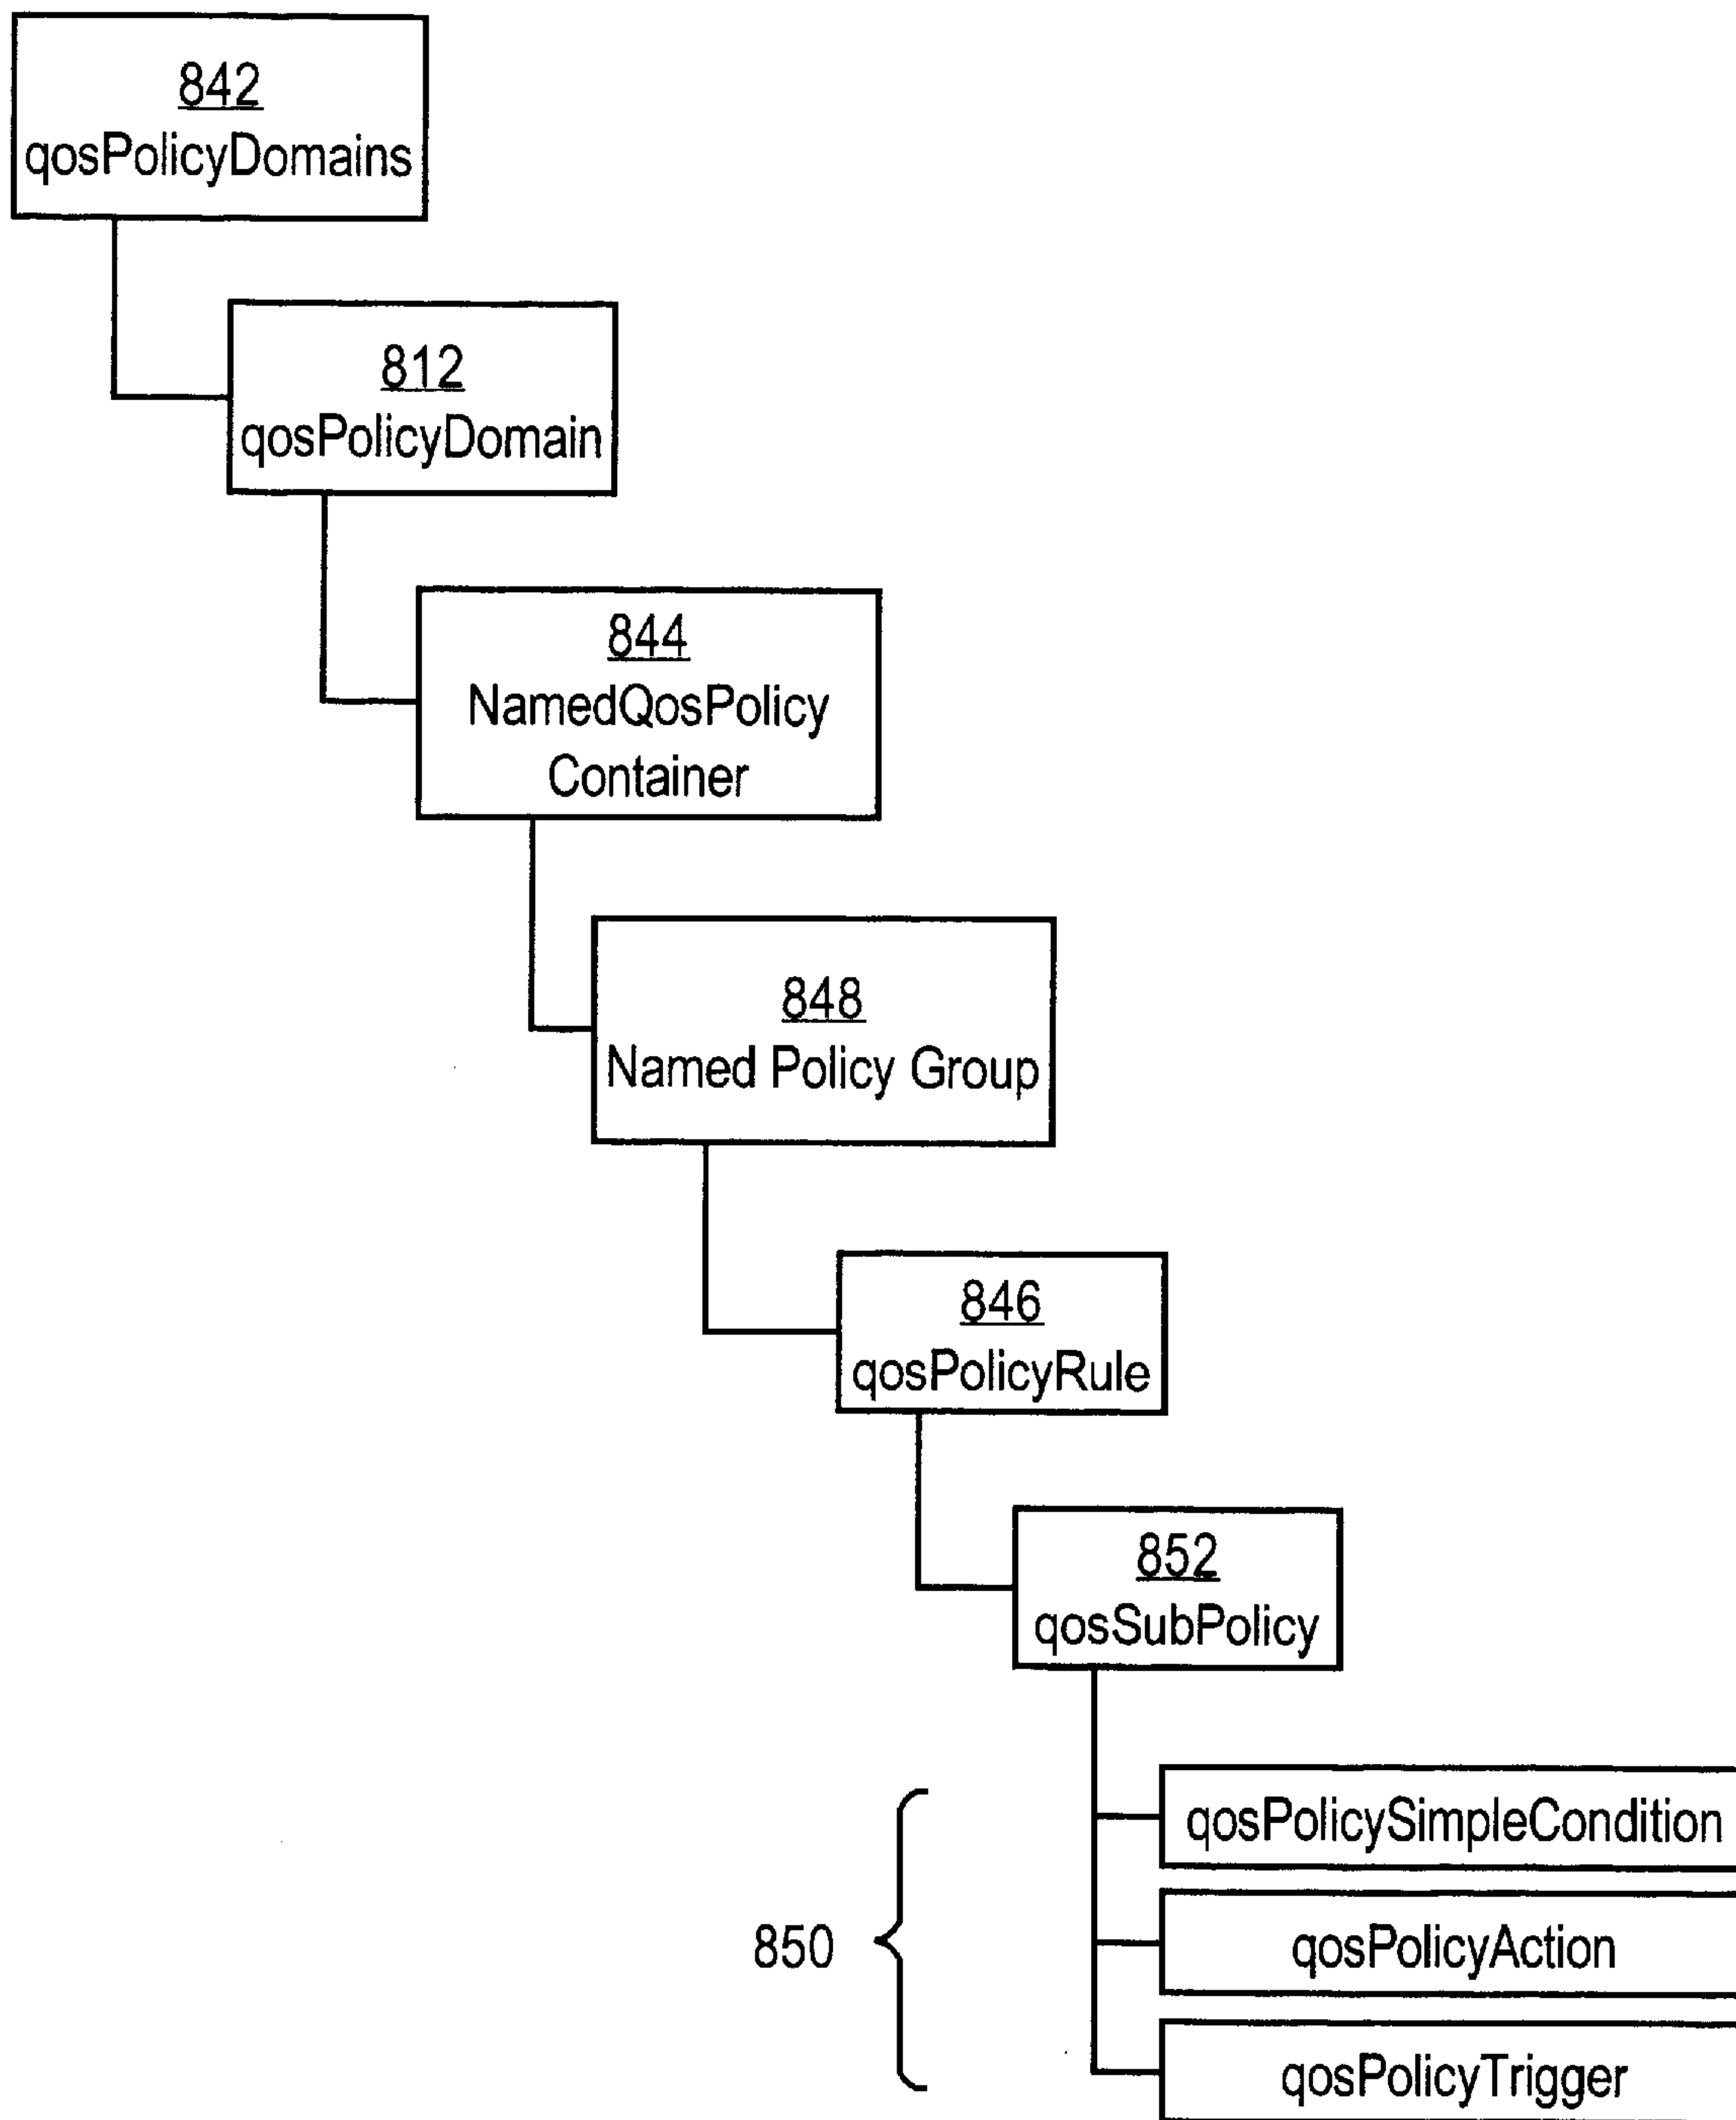 842
qosPolicyDomains
812
qosPolicyDomain
844
NamedQosPolicy
Container
848
Named Policy Group
846
qosPolicyRule
852
qosSubPolicy
qosPolicySimpleCondition
850
qosPolicyAction
qosPolicyTrigger